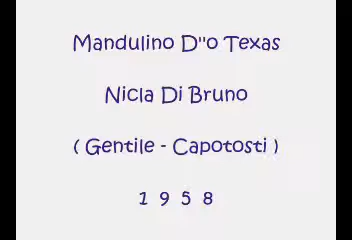 Mandulino D''o Texas
Nicla Di Bruno
( Gentile - Capotosti )
1 9 5 8